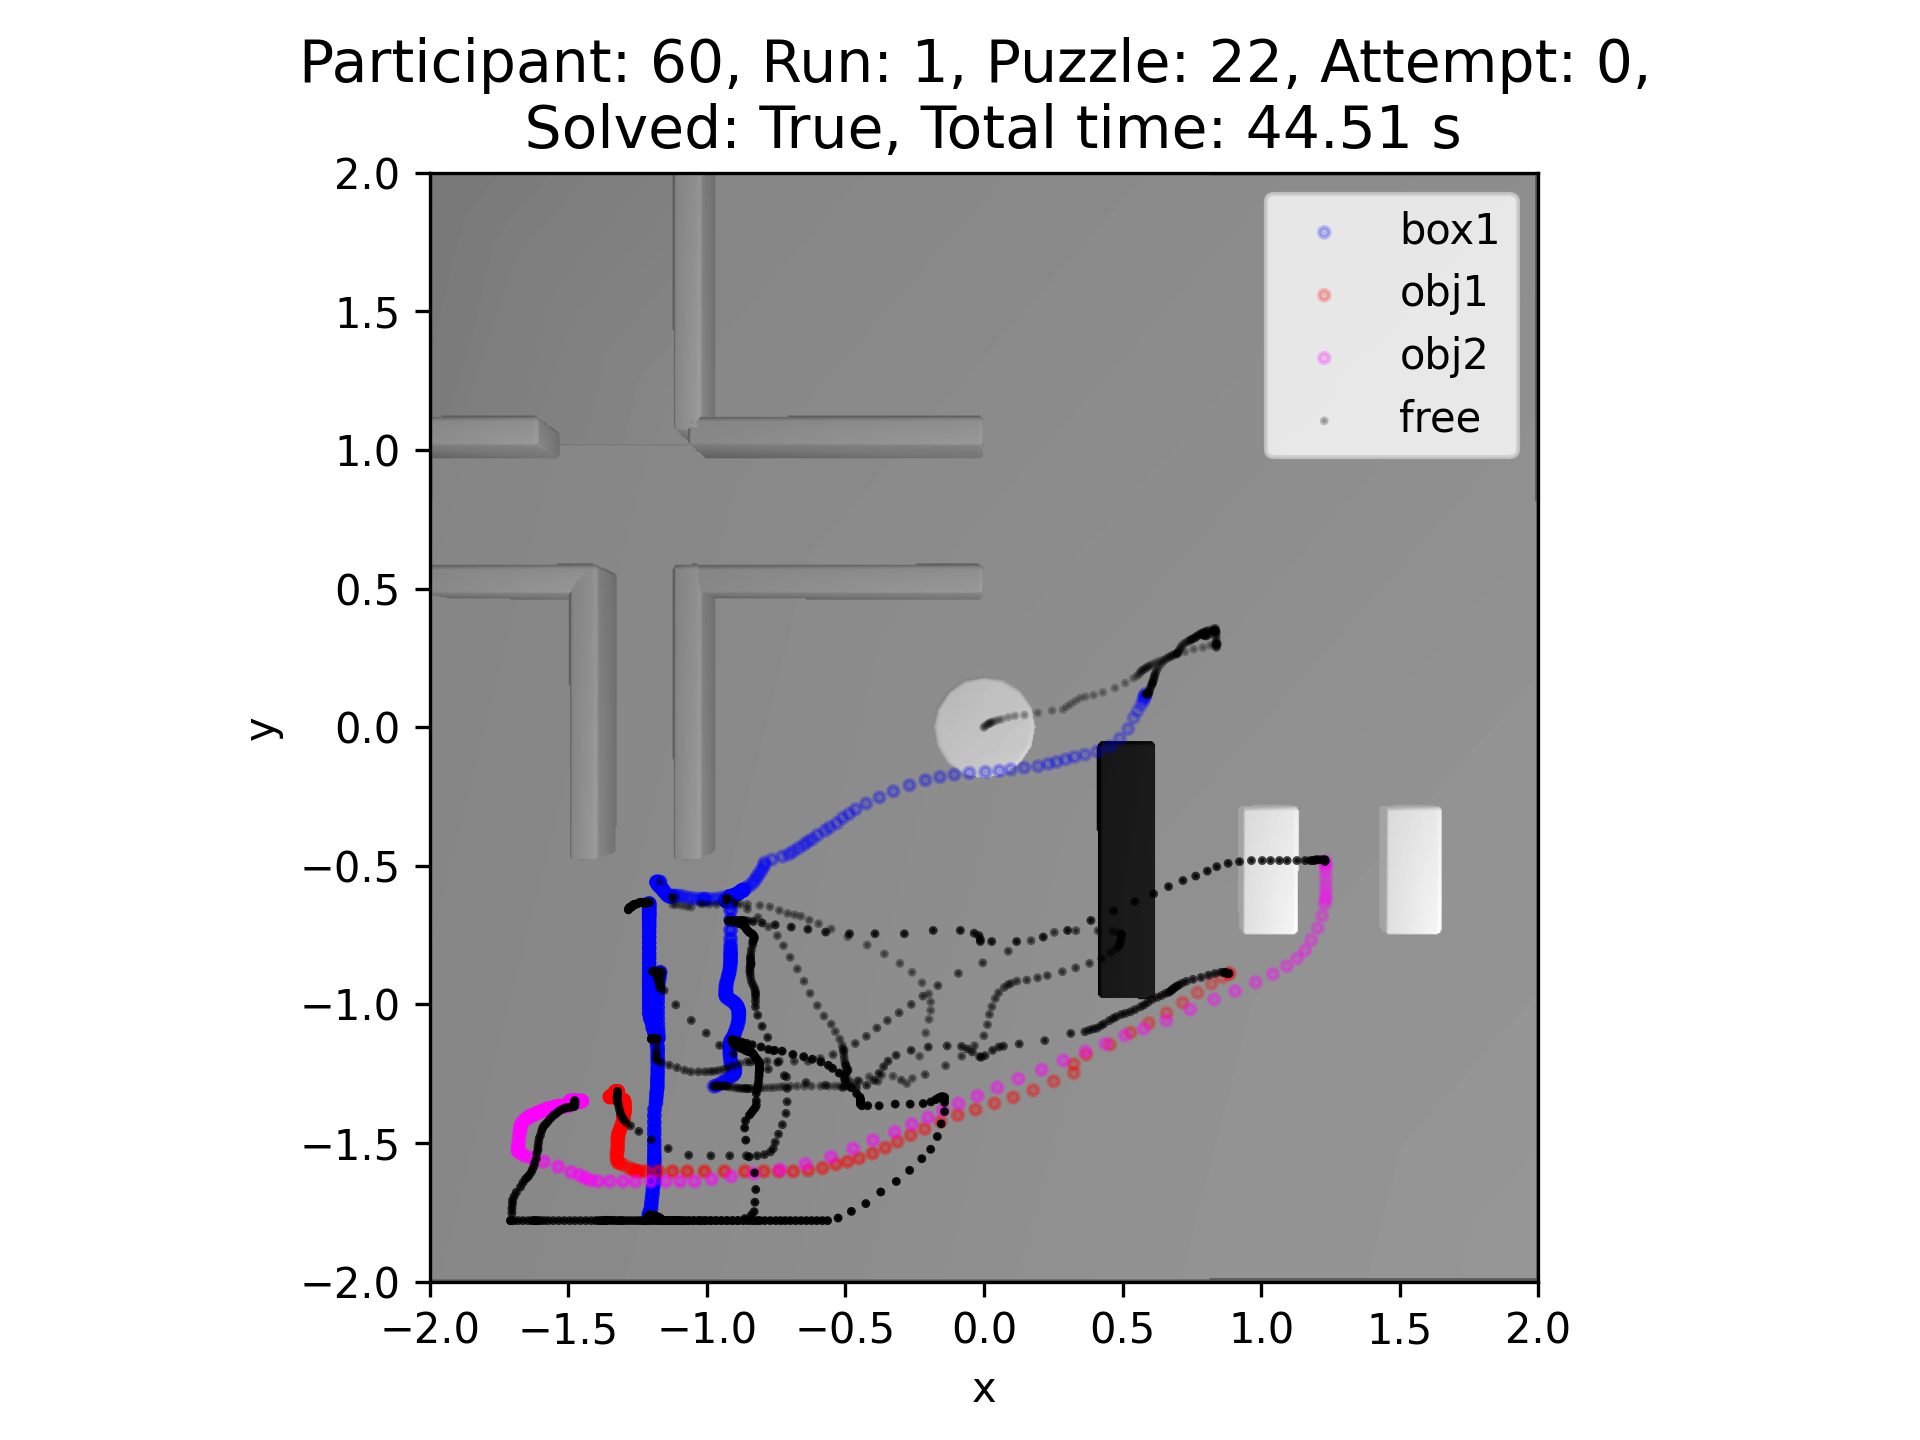 Participant: 60, Run: 1, Puzzle: 22, Attempt: 0,
Solved: True, Total time: 44.51 s
2.0
1.5
1.0
0.5
0.0
−0.5
−1.0
−1.5
−2.0
y
box1
obj1
obj2
free
−2.0 −1.5 −1.0 −0.5 0.0 0.5 1.0 1.5 2.0
x